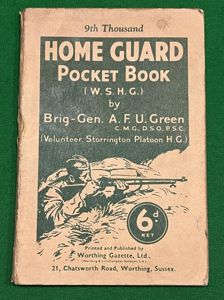 9th Thousand
HOME GUARD
POCKET BOOK
(W.S.H.G.)
by
Brig-Gen. A.F.U. Green
C.M.G., D.S.O., P.S.C.
(Volunteer, Storrington Platoon H.G.)
6d
NET
Printed and Published by
Worthing Gazette, Ltd.,
21, Chatsworth Road, Worthing, Sussex.